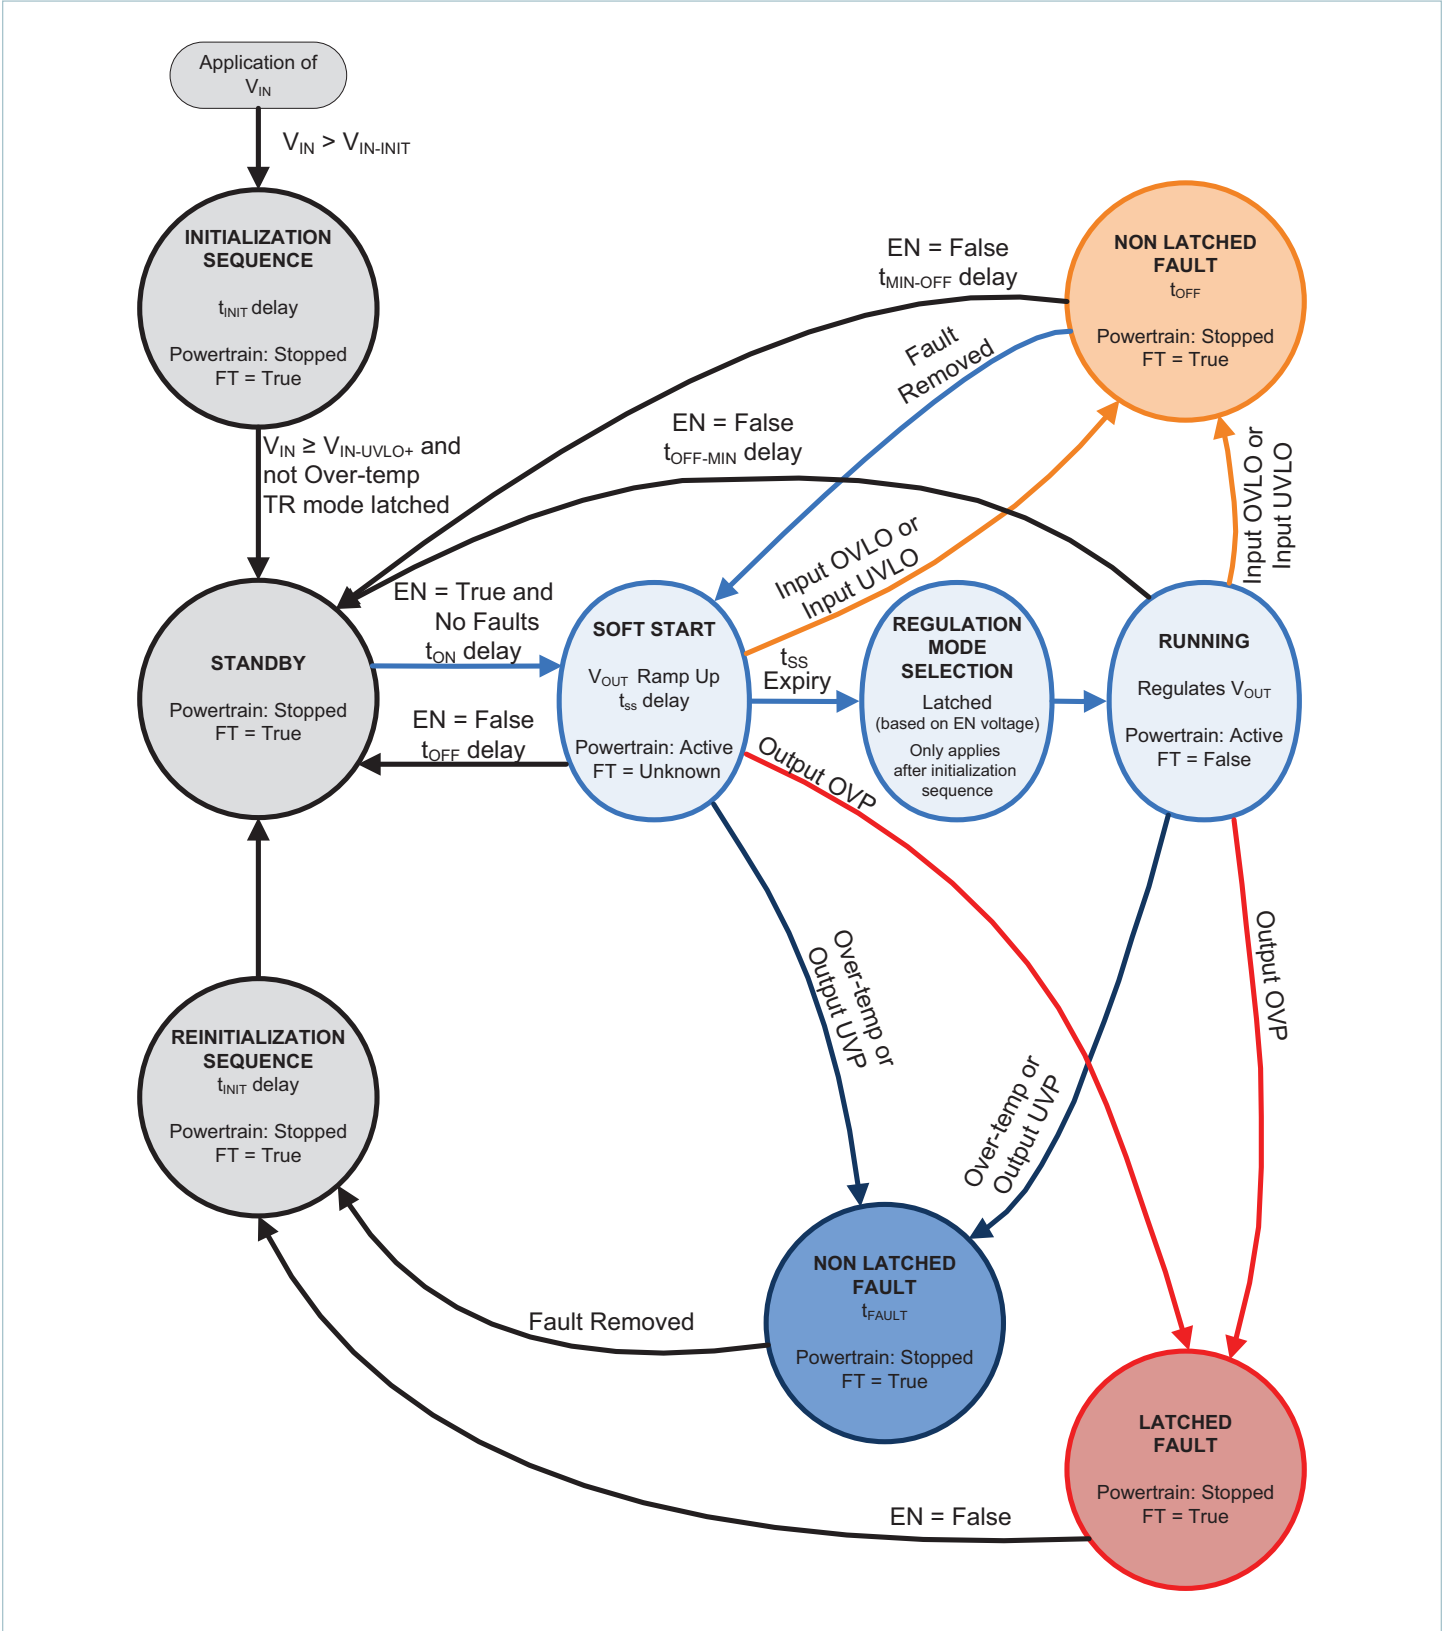 Application of
VIN
VIN > VIN-INIT
INITIALIZATION
SEQUENCE
tINIT delay
Powertrain: Stopped
FT = True
VIN ≥ VIN-UVLO+ and
not Over-temp
TR mode latched
EN = False
tMIN-OFF delay
Fault
Removed
NON LATCHED
FAULT
tOFF
Powertrain: Stopped
FT = True
EN = False
tOFF-MIN delay
Input OVLO or
Input UVLO
Input OVLO or
Input UVLO
STANDBY
Powertrain: Stopped
FT = True
EN = True and
No Faults
tON delay
EN = False
tOFF delay
SOFT START
VOUT Ramp Up
tss delay
Powertrain: Active
FT = Unknown
tSS
Expiry
REGULATION
MODE
SELECTION
Latched
(based on EN voltage)
Only applies
after initialization
sequence
RUNNING
Regulates VOUT
Powertrain: Active
FT = False
Output OVP
Over-temp or
Output UVP
Over-temp or
Output UVP
Output OVP
REINITIALIZATION
SEQUENCE
tINIT delay
Powertrain: Stopped
FT = True
Fault Removed
NON LATCHED
FAULT
tFAULT
Powertrain: Stopped
FT = True
EN = False
LATCHED
FAULT
Powertrain: Stopped
FT = True